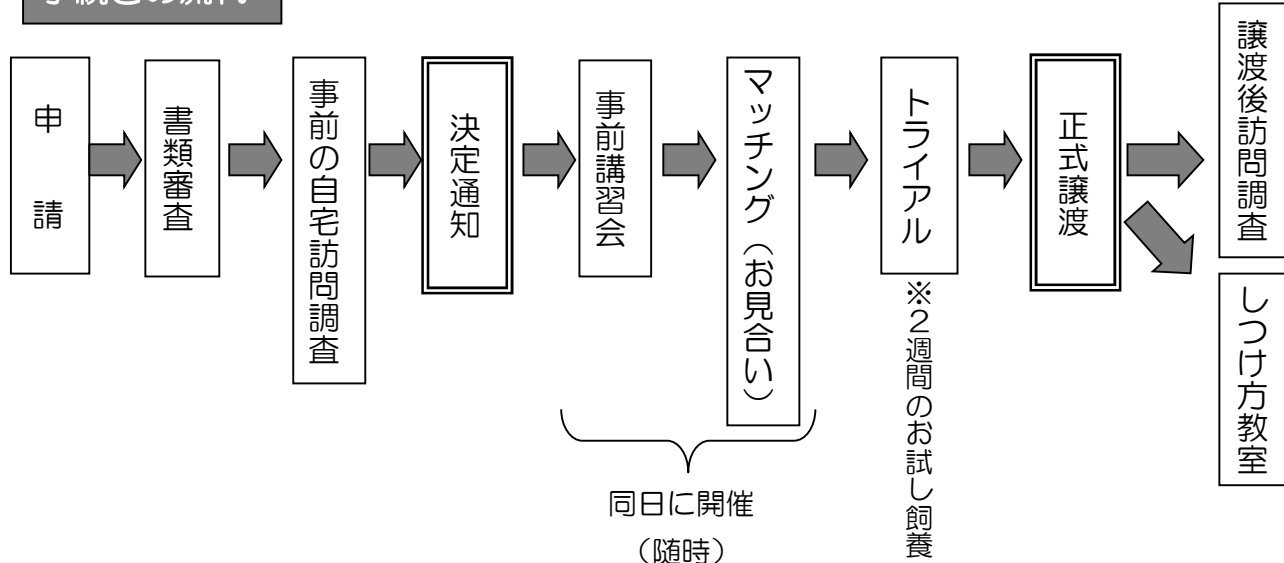 手続きの流れ
申請
書類審査
事前の自宅訪問調査
決定通知
事前講習会
マッチング（お見合い）
同日に開催
（随時）
トライアル
※２週間のお試し飼養
正式譲渡
譲渡後訪問調査
しつけ方教室